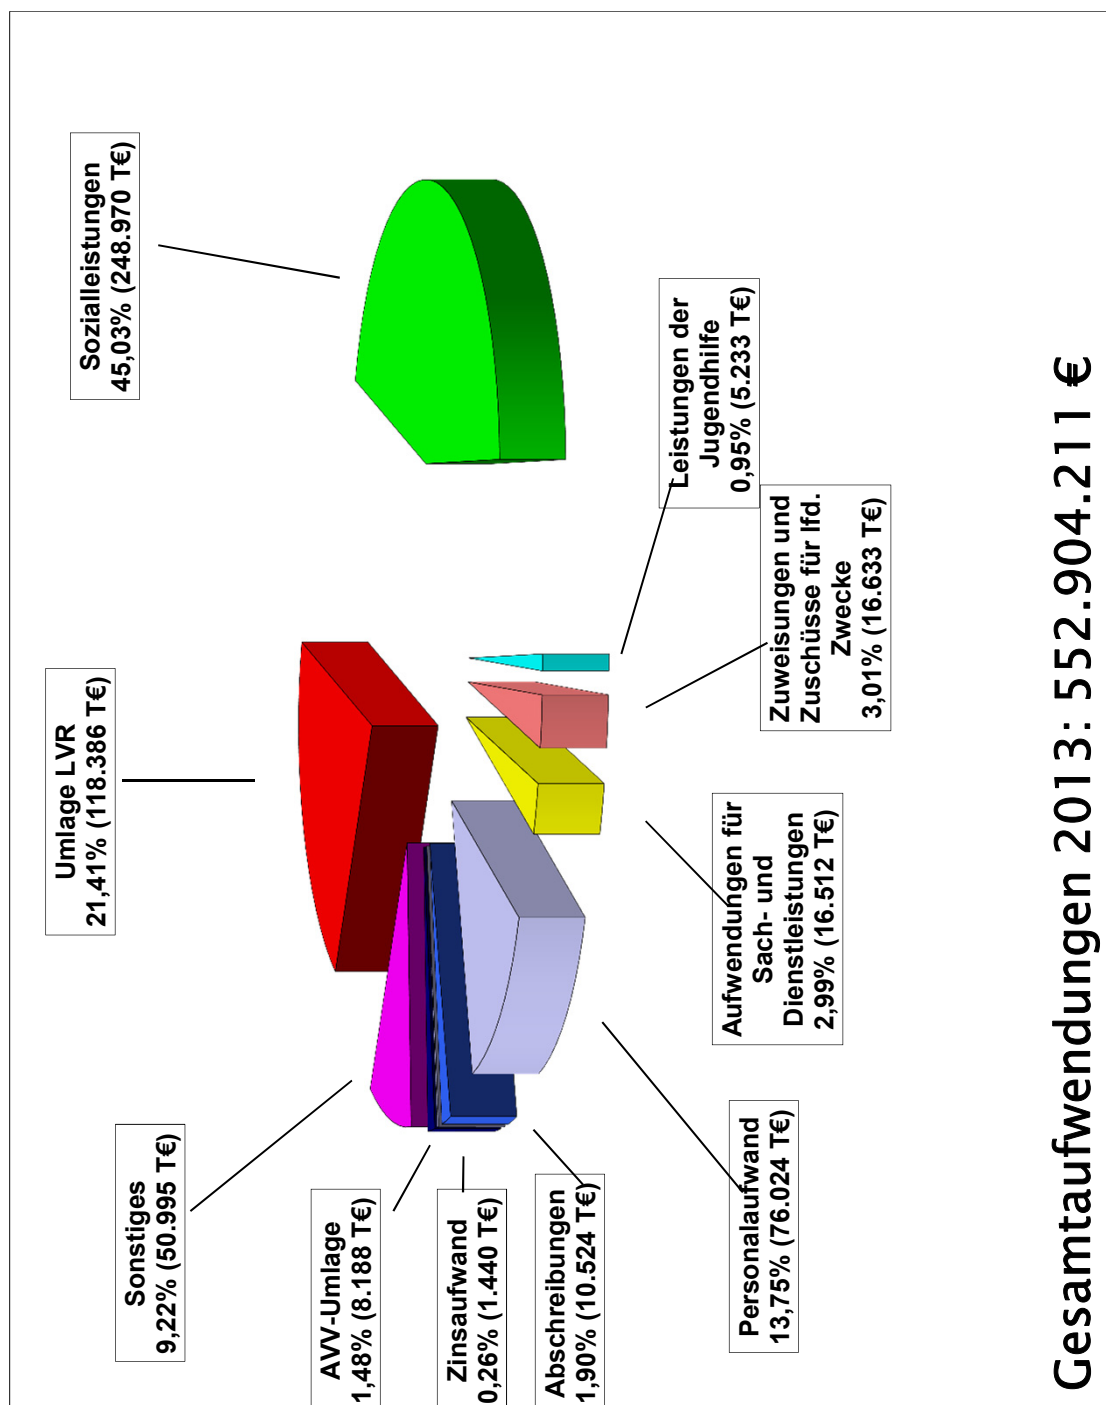 Sozialleistungen
45,03% (248.970 T€)
Umlage LVR
21,41% (118.386 T€)
Sonstiges
9,22% (50.995 T€)
AVV-Umlage
1,48% (8.188 T€)
Zinsaufwand
0,26% (1.440 T€)
Abschreibungen
1,90% (10.524 T€)
Personalaufwand
13,75% (76.024 T€)
Aufwendungen für
Sach- und
Dienstleistungen
2,99% (16.512 T€)
Zuweisungen und
Zuschüsse für lfd.
Zwecke
3,01% (16.633 T€)
Leistungen der
Jugendhilfe
0,95% (5.233 T€)
Gesamtaufwendungen 2013: 552.904.211 €